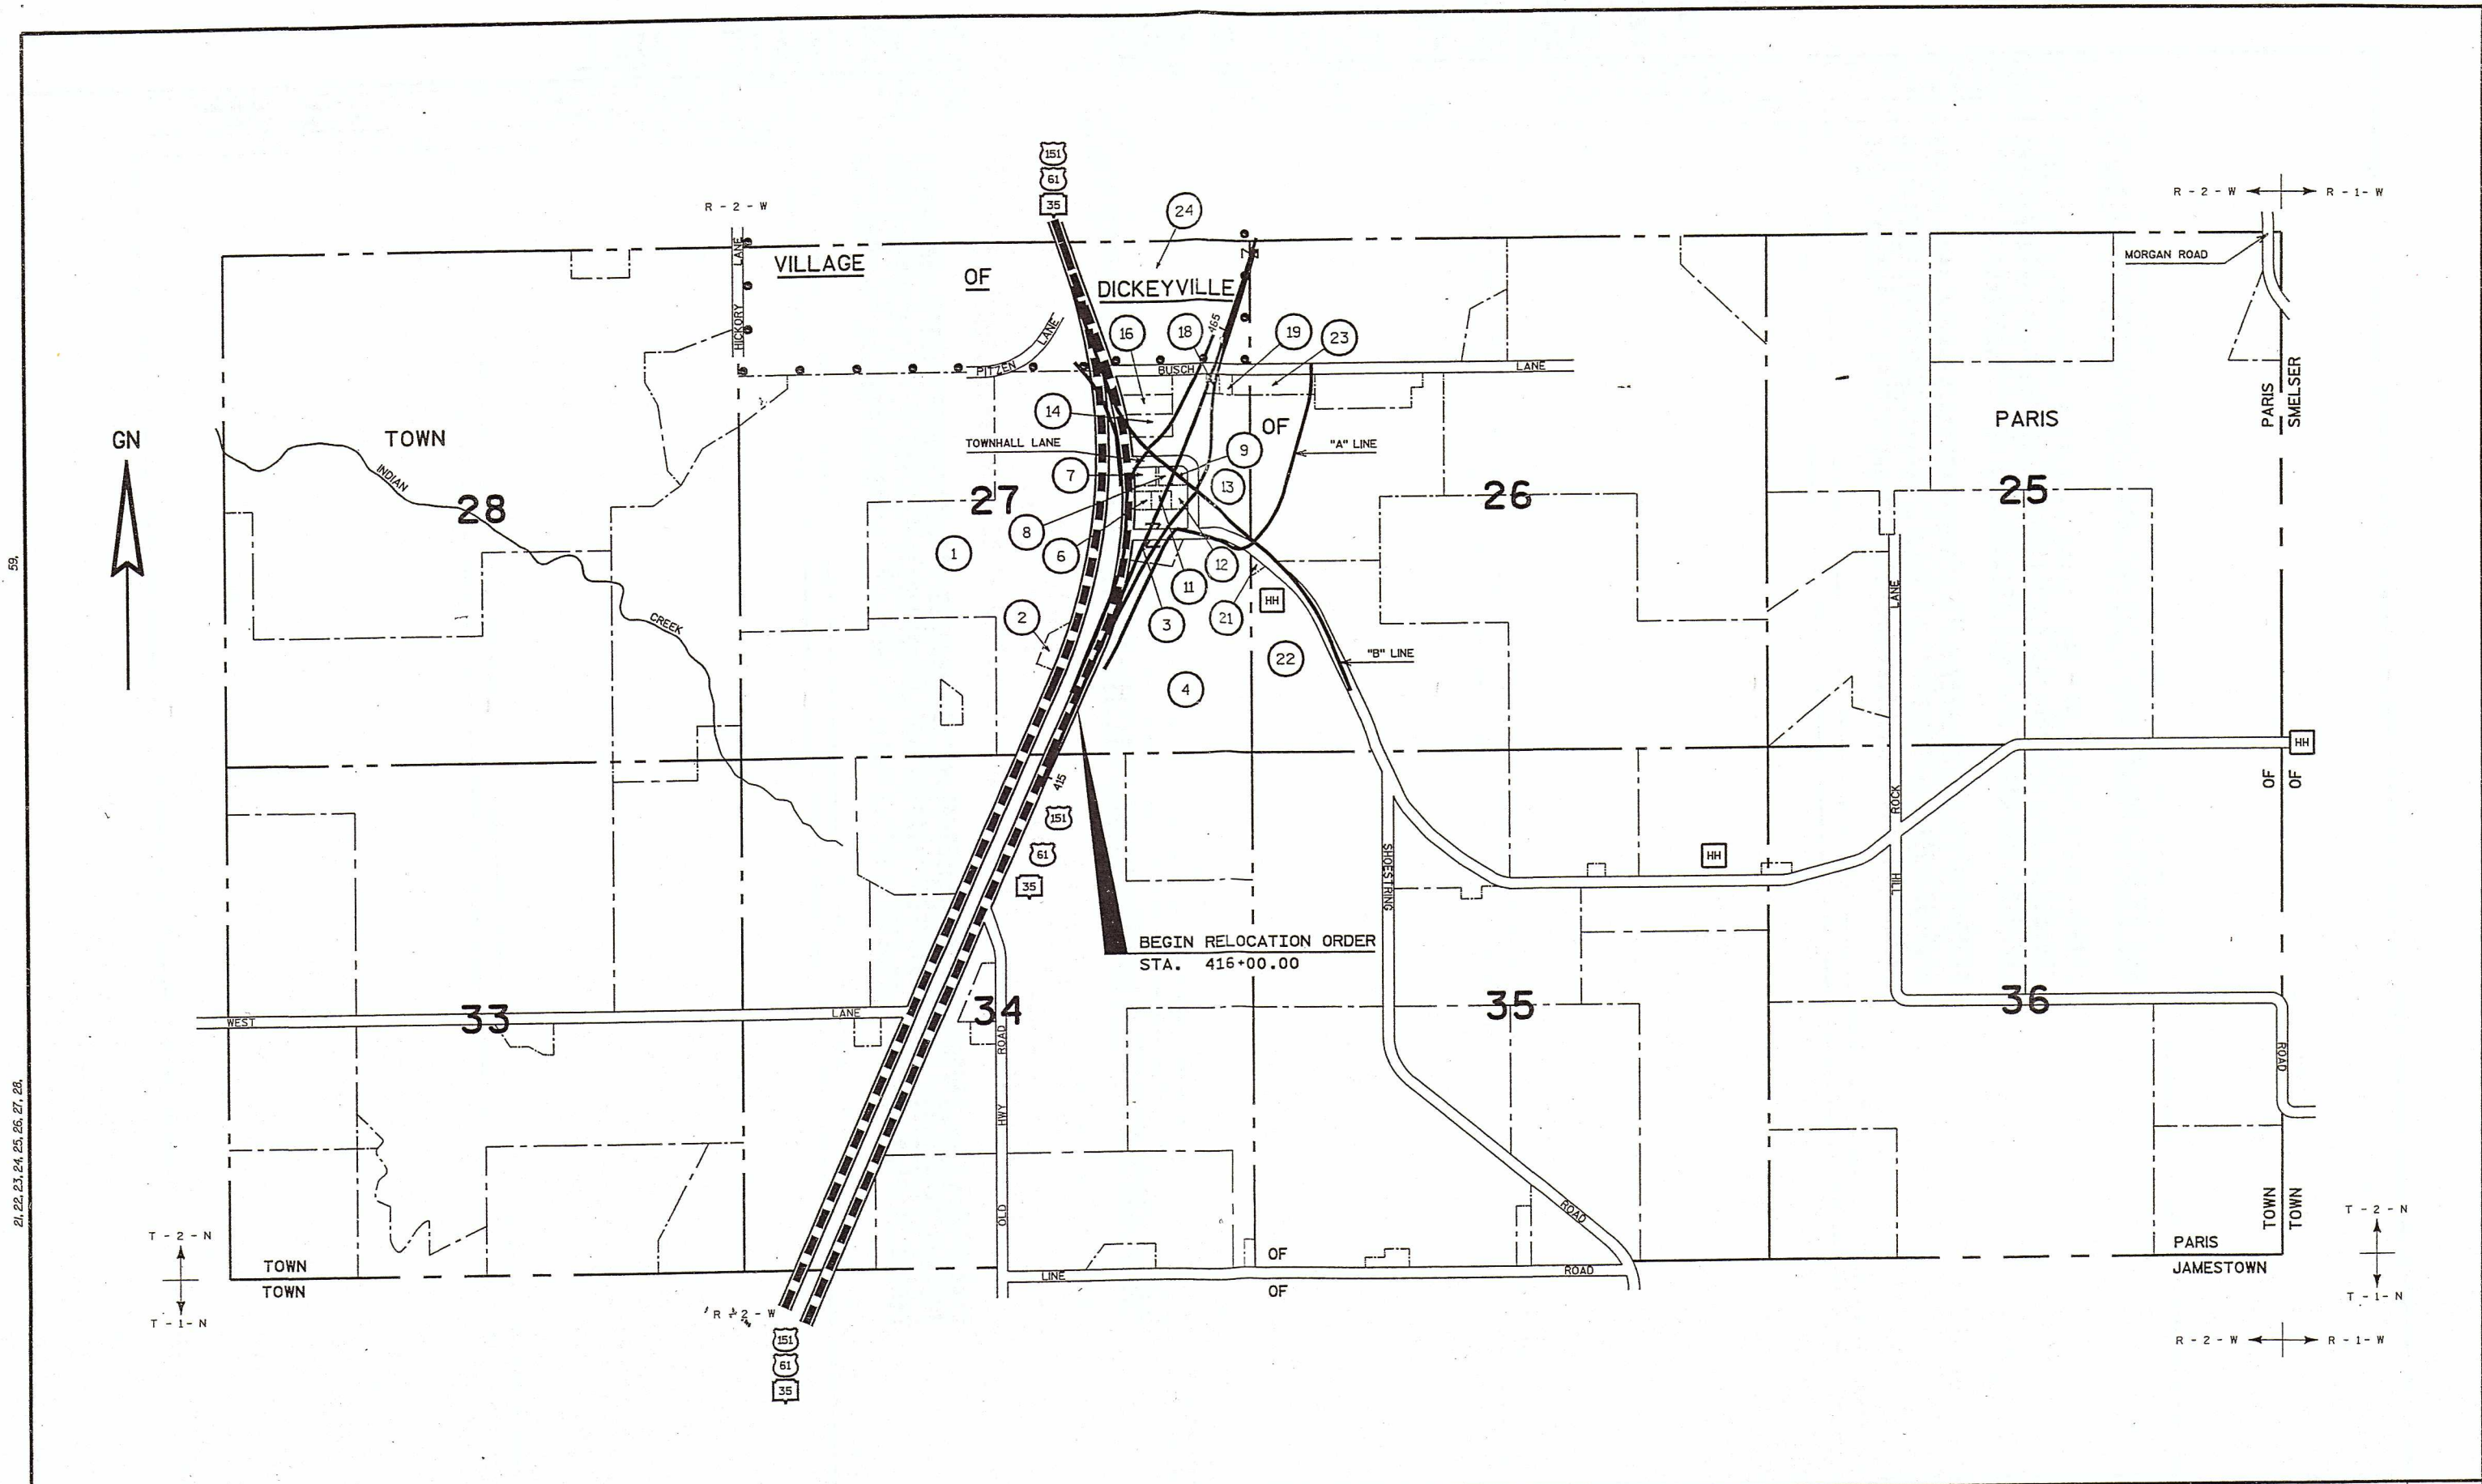 151
61
35
24
R - 2 - W
R - 2 - W
R - 1 - W
MORGAN ROAD
HICKORY LANE
VILLAGE OF DICKEYVILLE
16
18
465
19
23
PITZEN LANE
BUSCH LANE
GN
TOWN OF PARIS
PARIS
SMELSER
14
TOWNHALL LANE
"A" LINE
9
7
13
INDIAN CREEK
28
27
26
25
8
6
1
12
11
HH
2
3
21
22
"B" LINE
4
LANE
HH
415
151
61
35
OF
OF
ROCK
HH
HILL
SHOESTRING
BEGIN RELOCATION ORDER
STA. 416+00.00
59,
21, 22, 23, 24, 25, 26, 27, 28,
33
34
35
36
WEST LANE
ROAD
HWY
OLD
ROAD
ROAD
TOWN
TOWN
T - 2 - N
T - 1 - N
TOWN
TOWN
OF
OF
LINE ROAD
PARIS
JAMESTOWN
T - 2 - N
T - 1 - N
R - 2 - W
151
61
35
R - 2 - W
R - 1 - W